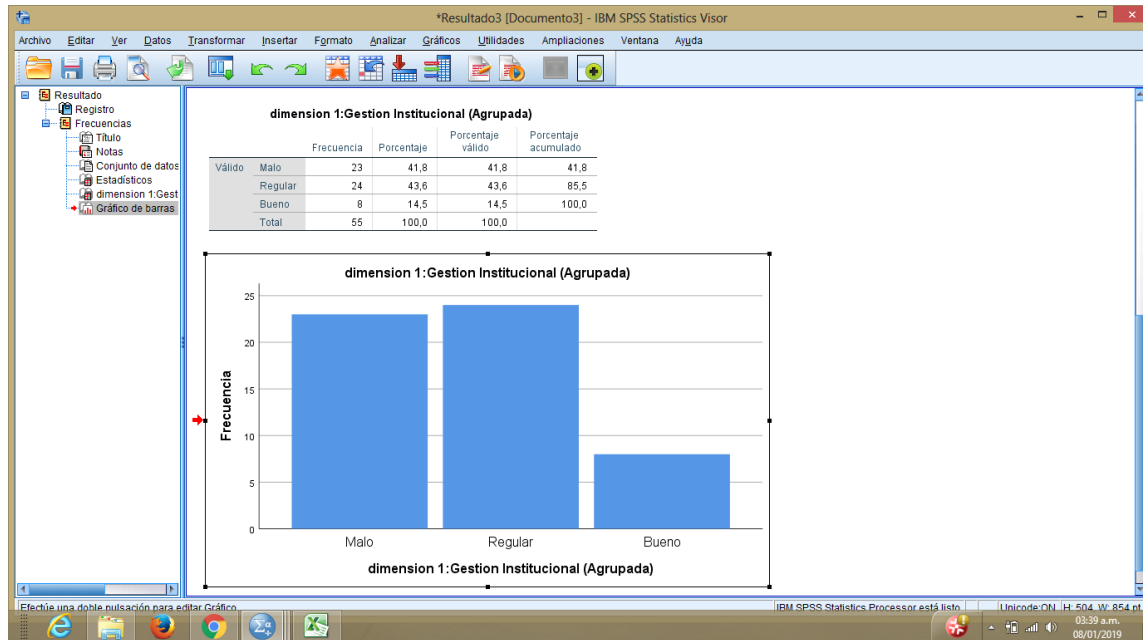 *Resultado3 [Documento3] - IBM SPSS Statistics Visor
Archivo Editar Ver Datos Transformar Insertar Formato Analizar Gráficos Utilidades Ampliaciones Ventana Ayuda
Resultado
Registro
Frecuencias
Título
Notas
Conjunto de datos
Estadísticos
dimension 1:Gest
Gráfico de barras
dimension 1:Gestion Institucional (Agrupada)
Frecuencia Porcentaje Porcentaje válido Porcentaje acumulado
Válido Malo 23 41,8 41,8 41,8
Regular 24 43,6 43,6 85,5
Bueno 8 14,5 14,5 100,0
Total 55 100,0 100,0
dimension 1:Gestion Institucional (Agrupada)
Frecuencia
25
20
15
10
5
0
Malo Regular Bueno
dimension 1:Gestion Institucional (Agrupada)
Efectúe una doble pulsación para editar Gráfico
IBM SPSS Statistics Processor está listo Unicode:ON H: 504, W: 854 pt.
03:39 a.m.
08/01/2019